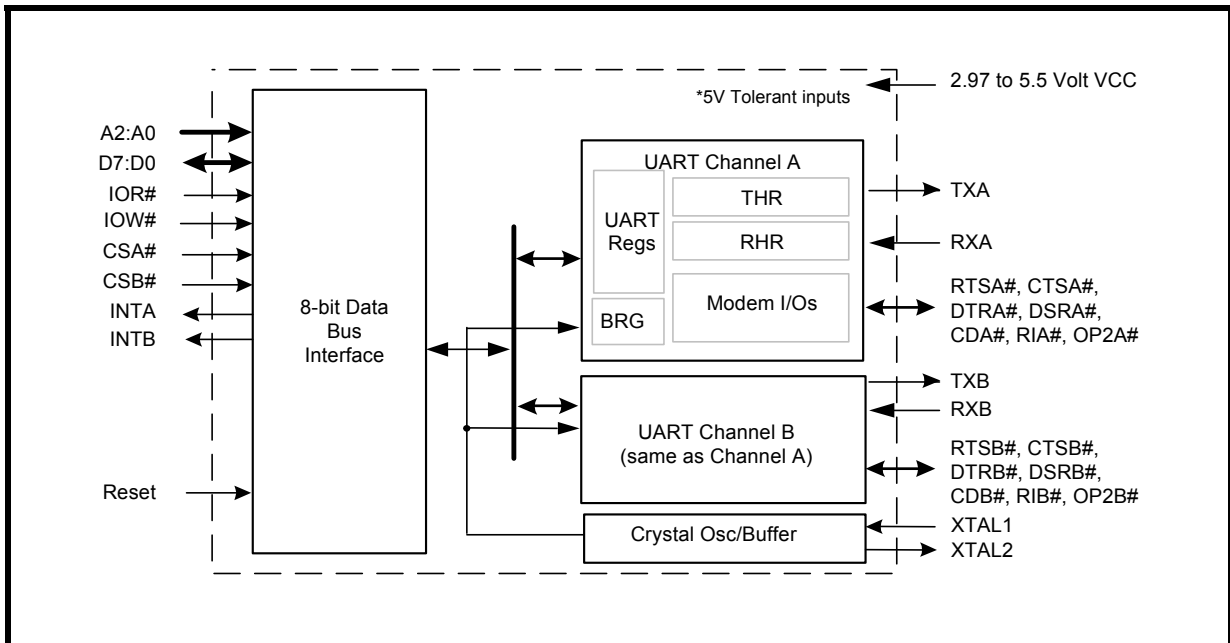 2.97 to 5.5 Volt VCC
*5V Tolerant inputs
A2:A0
D7:D0
IOR#
IOW#
CSA#
CSB#
INTA
INTB
Reset
8-bit Data
Bus
Interface
UART Channel A
UART
Regs
THR
RHR
BRG
Modem I/Os
UART Channel B
(same as Channel A)
Crystal Osc/Buffer
TXA
RXA
RTSA#, CTSA#,
DTRA#, DSRA#,
CDA#, RIA#, OP2A#
TXB
RXB
RTSB#, CTSB#,
DTRB#, DSRB#,
CDB#, RIB#, OP2B#
XTAL1
XTAL2